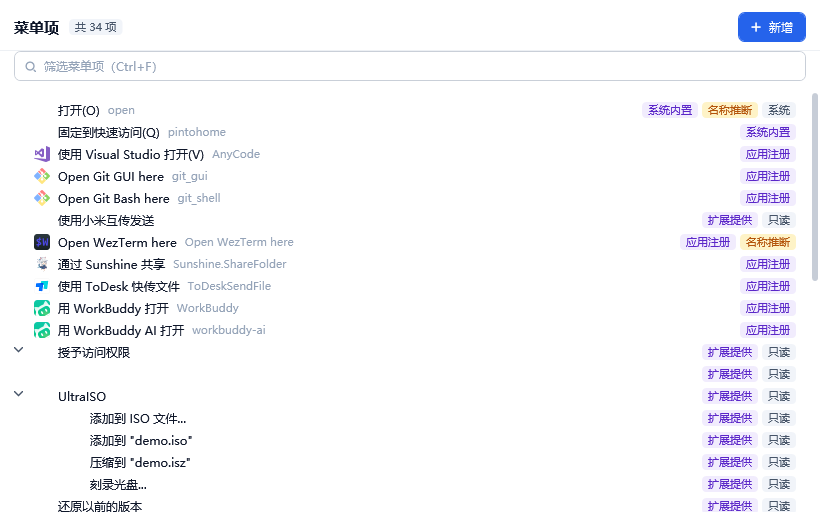 菜单项 共 34 项 + 新增
筛选菜单项 (Ctrl+F)
打开(O) open 系统内置 名称推断 系统
固定到快速访问(Q) pintohome 系统内置
使用 Visual Studio 打开(V) AnyCode 应用注册
Open Git GUI here git_gui 应用注册
Open Git Bash here git_shell 应用注册
使用小米互传发送 扩展提供 只读
Open WezTerm here Open WezTerm here 应用注册 名称推断
通过 Sunshine 共享 Sunshine.ShareFolder 应用注册
使用 ToDesk 快传文件 ToDeskSendFile 应用注册
用 WorkBuddy 打开 WorkBuddy 应用注册
用 WorkBuddy AI 打开 workbuddy-ai 应用注册
授予访问权限 扩展提供 只读
扩展提供 只读
UltraISO 扩展提供 只读
添加到 ISO 文件... 扩展提供 只读
添加到 "demo.iso" 扩展提供 只读
压缩到 "demo.isz" 扩展提供 只读
刻录光盘... 扩展提供 只读
还原以前的版本 扩展提供 只读